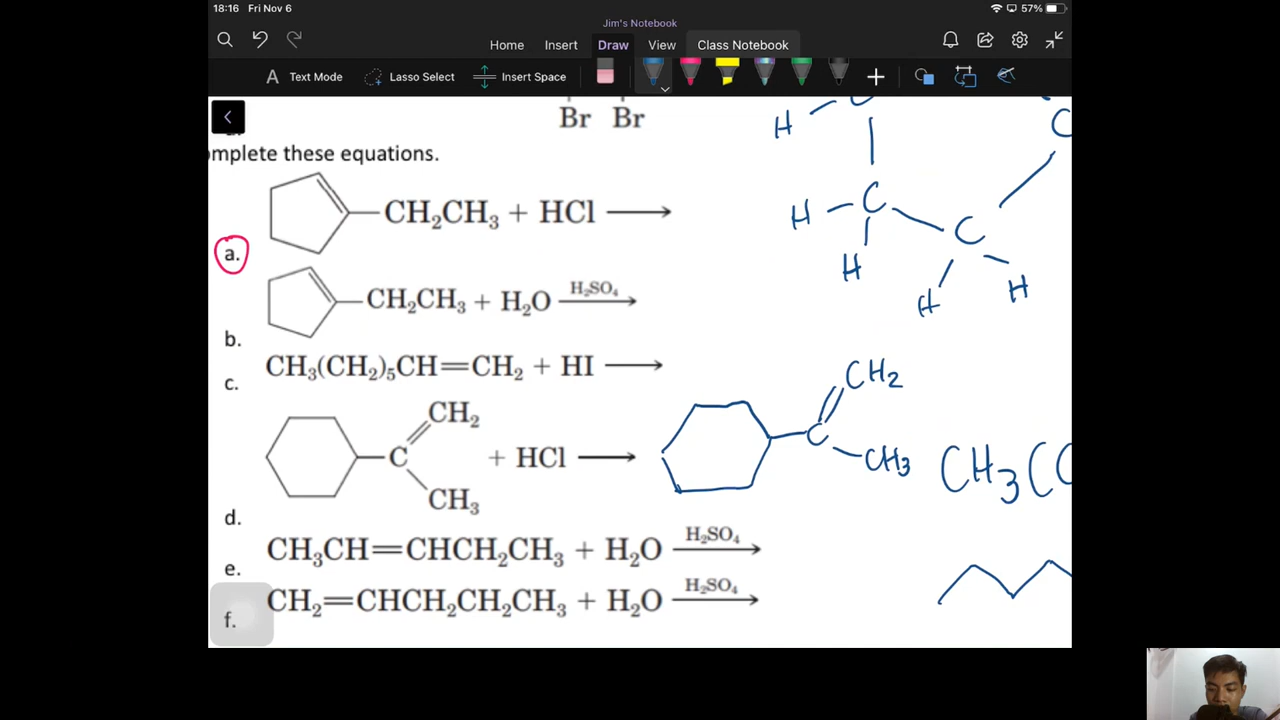 18:16 Fri Nov 6
57%
Jim's Notebook
Home Insert Draw View Class Notebook
A Text Mode Lasso Select Insert Space
Br Br
omplete these equations.
a. CH₂CH₃ + HCl ⟶
b. CH₂CH₃ + H₂O H₂SO₄ ⟶
c. CH₃(CH₂)₅CH=CH₂ + HI ⟶
d. C CH₂ CH₃ + HCl ⟶
e. CH₃CH=CHCH₂CH₃ + H₂O H₂SO₄ ⟶
f. CH₂=CHCH₂CH₂CH₃ + H₂O H₂SO₄ ⟶
H C
H C C
H H H
CH₂
C
CH₃ CH₃(C